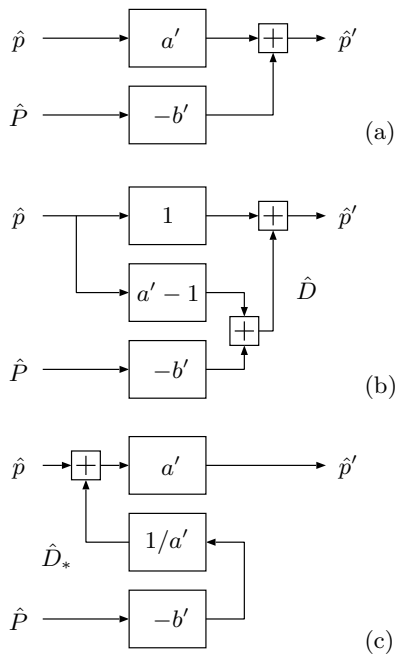 p̂ a′ + p̂′
P̂ −b′
(a)
p̂ 1 + p̂′
a′ − 1 D̂
+
P̂ −b′
(b)
p̂ + a′ p̂′
D̂* 1/a′
P̂ −b′
(c)